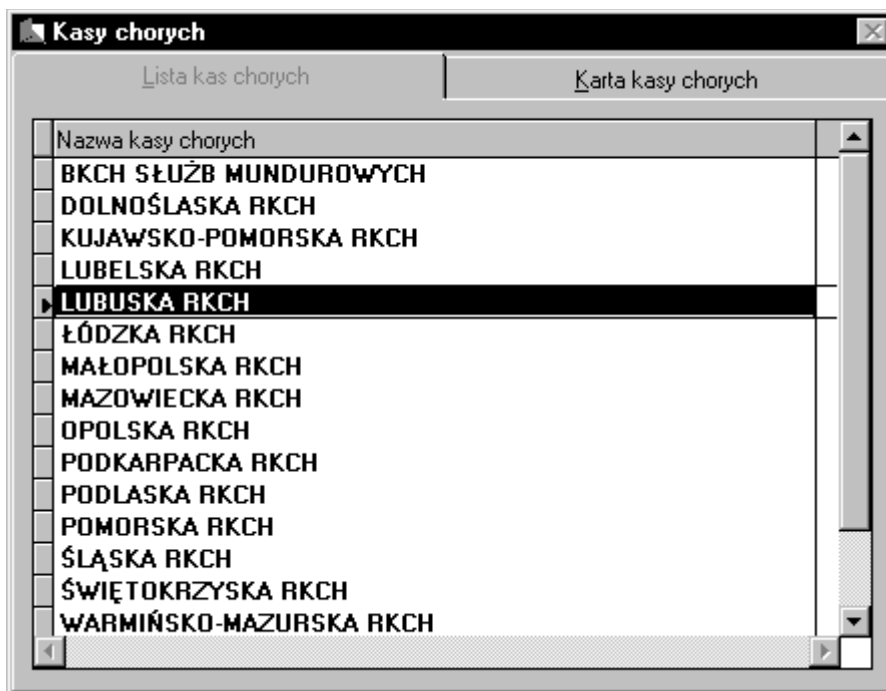 Kasy chorych
Lista kas chorych
Karta kasy chorych
Nazwa kasy chorych
BKCH SŁUŻB MUNDUROWYCH
DOLNOŚLASKA RKCH
KUJAWSKO-POMORSKA RKCH
LUBELSKA RKCH
LUBUSKA RKCH
ŁÓDZKA RKCH
MAŁOPOLSKA RKCH
MAZOWIECKA RKCH
OPOLSKA RKCH
PODKARPACKA RKCH
PODLASKA RKCH
POMORSKA RKCH
ŚLĄSKA RKCH
ŚWIĘTOKRZYSKA RKCH
WARMIŃSKO-MAZURSKA RKCH